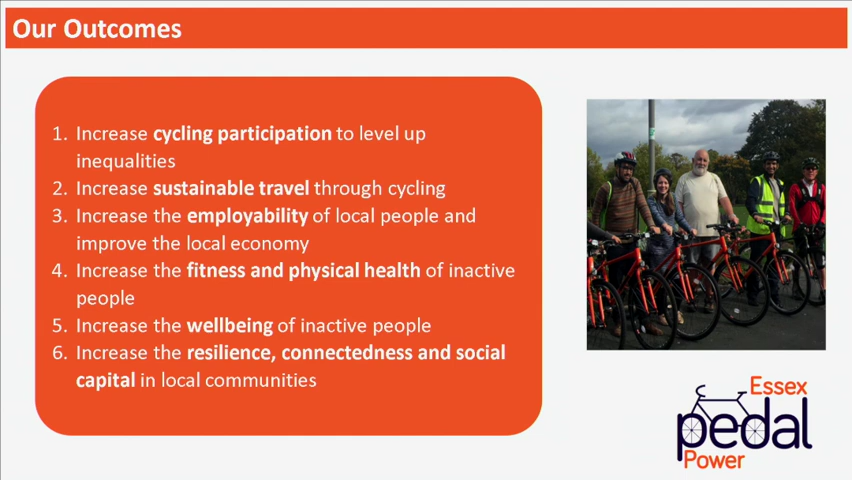 Our Outcomes
1. Increase cycling participation to level up
inequalities
2. Increase sustainable travel through cycling
3. Increase the employability of local people and
improve the local economy
4. Increase the fitness and physical health of inactive
people
5. Increase the wellbeing of inactive people
6. Increase the resilience, connectedness and social
capital in local communities
Essex
pedal
Power